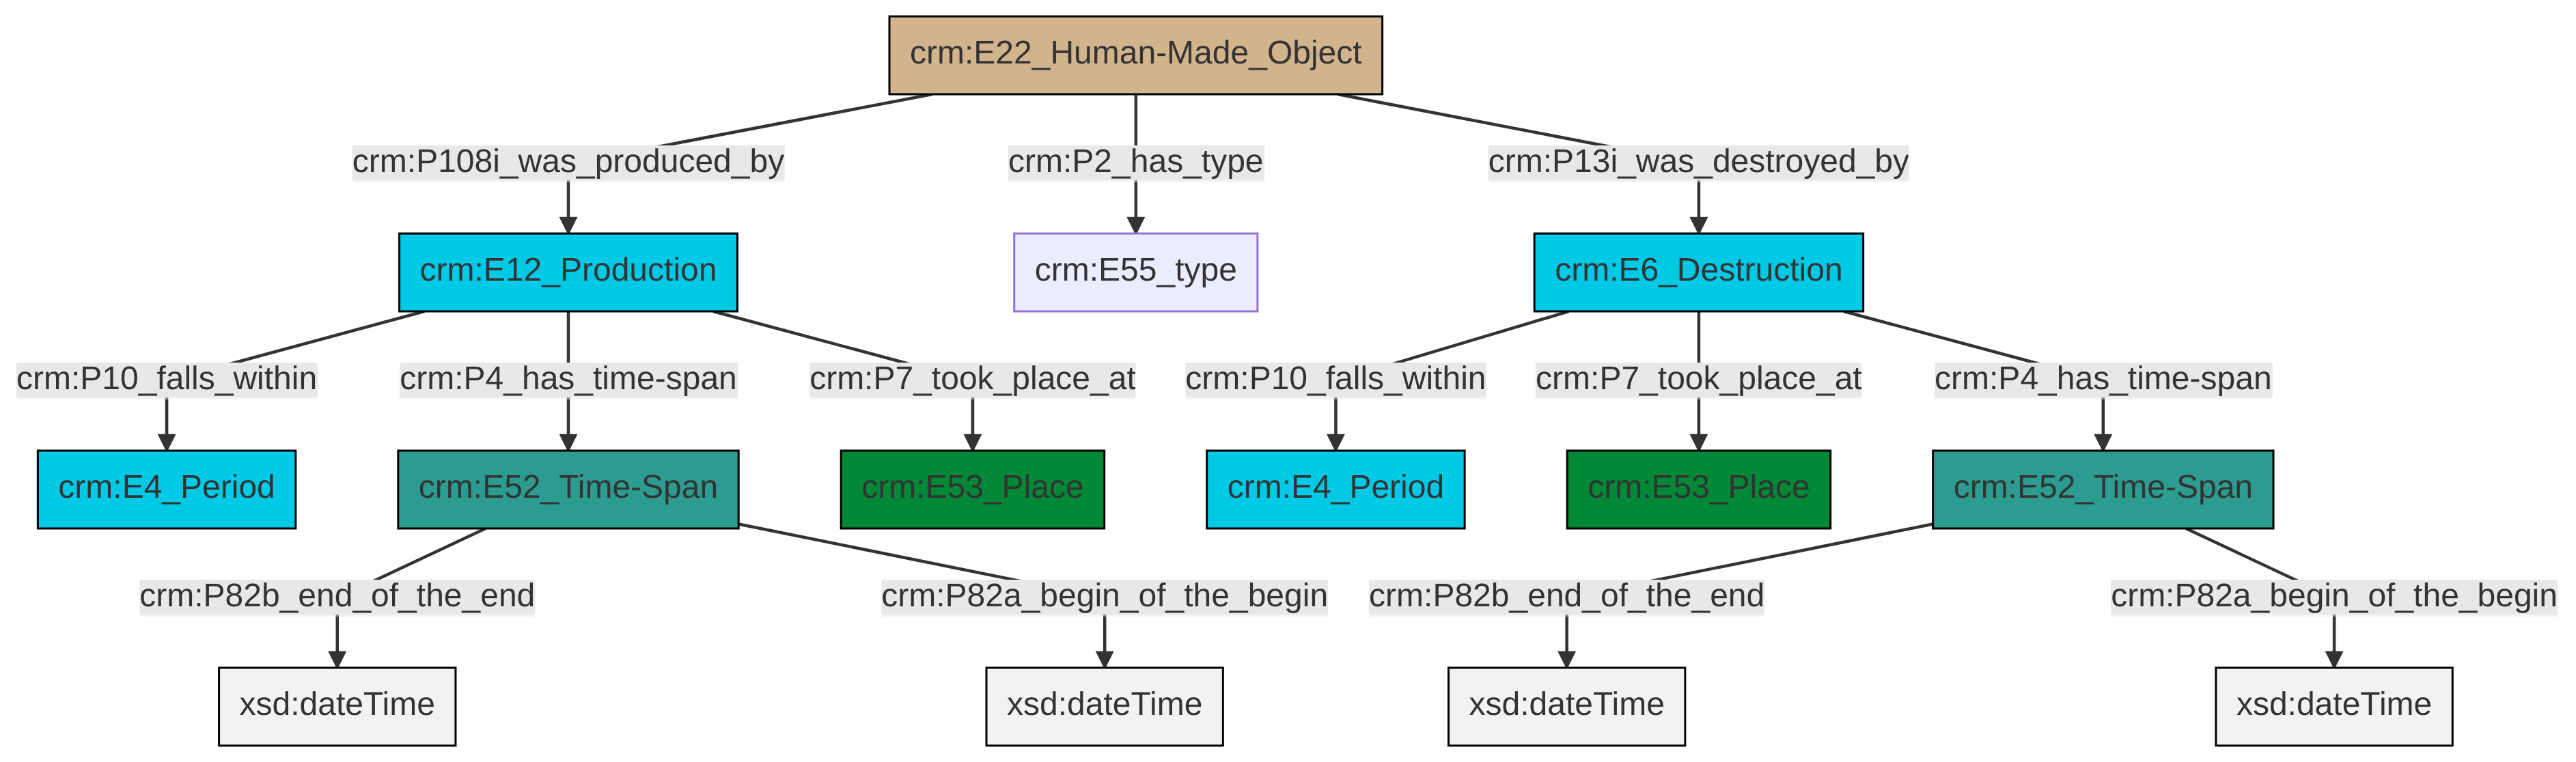 crm:E22_Human-Made_Object
crm:P108i_was_produced_by
crm:P2_has_type
crm:P13i_was_destroyed_by
crm:E12_Production
crm:E55_type
crm:E6_Destruction
crm:P10_falls_within
crm:P4_has_time-span
crm:P7_took_place_at
crm:P10_falls_within
crm:P7_took_place_at
crm:P4_has_time-span
crm:E4_Period
crm:E52_Time-Span
crm:E53_Place
crm:E4_Period
crm:E53_Place
crm:E52_Time-Span
crm:P82b_end_of_the_end
crm:P82a_begin_of_the_begin
crm:P82b_end_of_the_end
crm:P82a_begin_of_the_begin
xsd:dateTime
xsd:dateTime
xsd:dateTime
xsd:dateTime